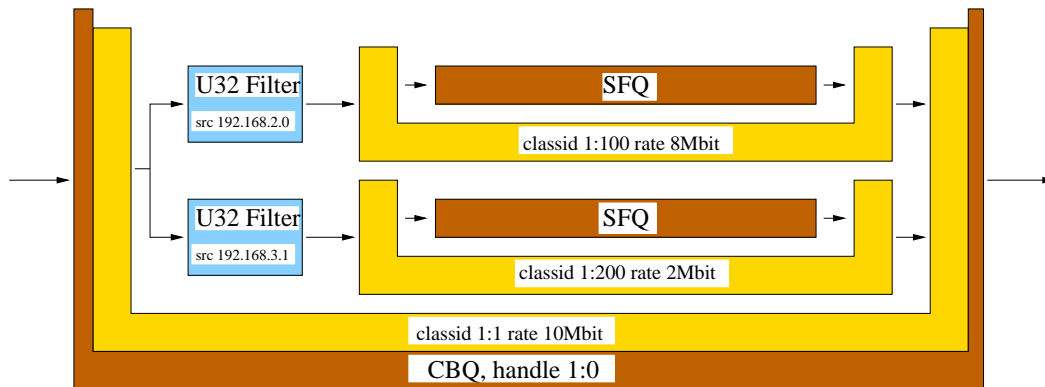 U32 Filter
src 192.168.2.0
SFQ
classid 1:100 rate 8Mbit
U32 Filter
src 192.168.3.1
SFQ
classid 1:200 rate 2Mbit
classid 1:1 rate 10Mbit
CBQ, handle 1:0